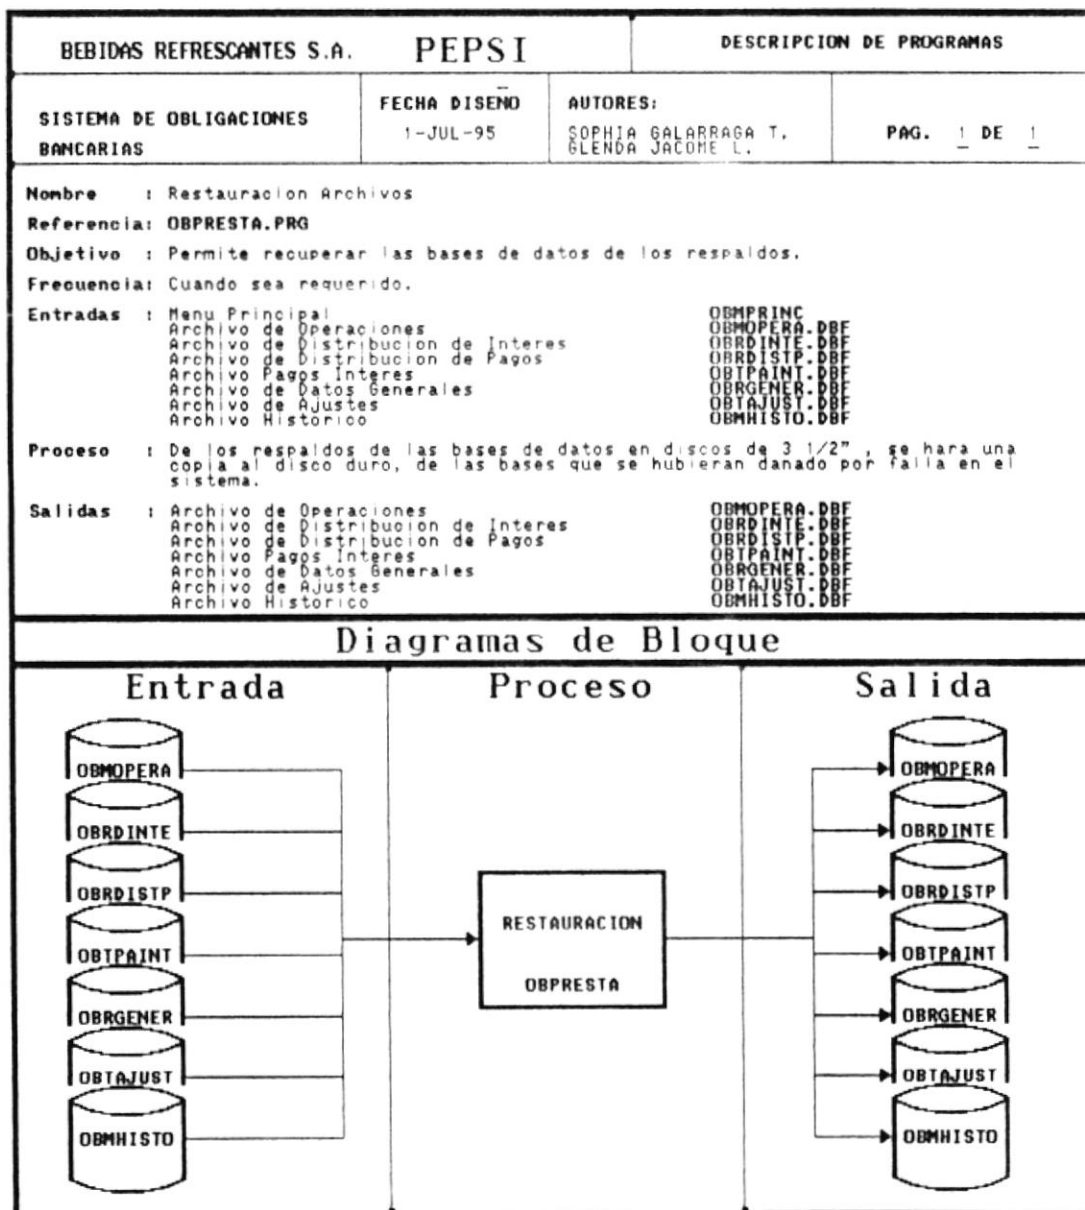 BEBIDAS REFRESCANTES S.A. PEPSI
DESCRIPCION DE PROGRAMAS
SISTEMA DE OBLIGACIONES
BANCARIAS
FECHA DISENO
1-JUL-95
AUTORES:
SOPHIA GALARRAGA T.
GLENDA JACOME L.
PAG. 1 DE 1
Nombre : Restauracion Archivos
Referencia: OBPRESTA.PRG
Objetivo : Permite recuperar las bases de datos de los respaldos.
Frecuencia: Cuando sea requerido.
Entradas : Menu Principal OBMPRINC
Archivo de Operaciones OBMOPERA.DBF
Archivo de Distribucion de Interes OBRDINTE.DBF
Archivo de Distribucion de Pagos OBRDISTP.DBF
Archivo Pagos Interes OBTPAINT.DBF
Archivo de Datos Generales OBRGENER.DBF
Archivo de Ajustes OBTAJUST.DBF
Archivo Historico OBMHISTO.DBF
Proceso : De los respaldos de las bases de datos en discos de 3 1/2" , se hara una
copia al disco duro, de las bases que se hubieran danado por falla en el
sistema.
Salidas : Archivo de Operaciones OBMOPERA.DBF
Archivo de Distribucion de Interes OBRDINTE.DBF
Archivo de Distribucion de Pagos OBRDISTP.DBF
Archivo Pagos Interes OBTPAINT.DBF
Archivo de Datos Generales OBRGENER.DBF
Archivo de Ajustes OBTAJUST.DBF
Archivo Historico OBMHISTO.DBF
Diagramas de Bloque
Entrada Proceso Salida
OBMOPERA
OBRDINTE
OBRDISTP
OBTPAINT
OBRGENER
OBTAJUST
OBMHISTO
RESTAURACION
OBPRESTA
OBMOPERA
OBRDINTE
OBRDISTP
OBTPAINT
OBRGENER
OBTAJUST
OBMHISTO